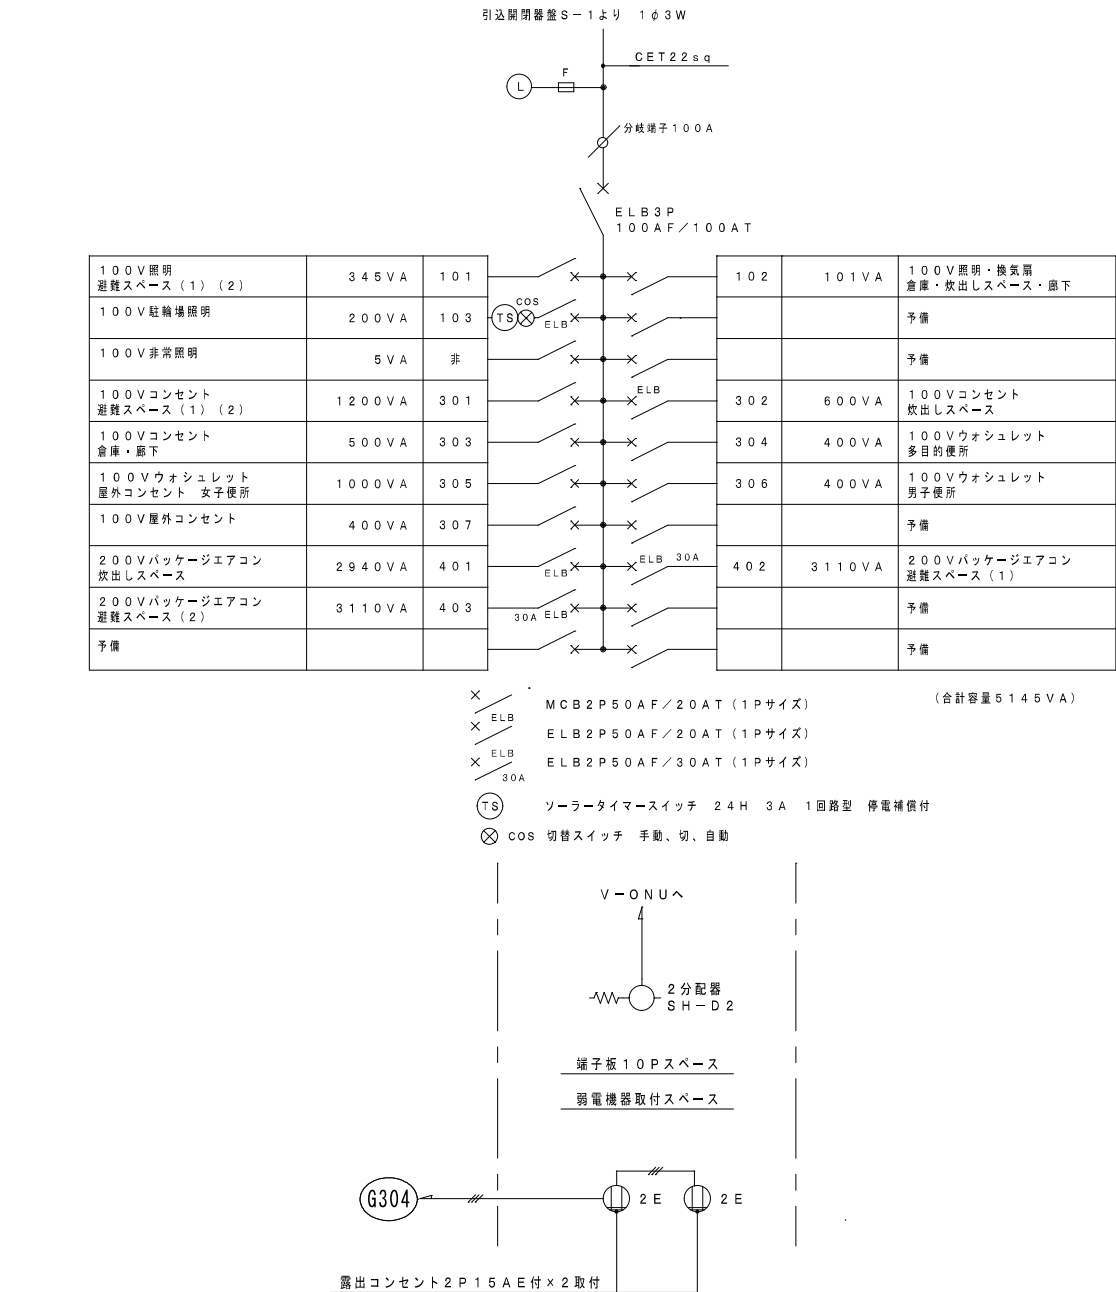 引込開閉器盤S－1より　1φ3W
CET22sq
F
L
分岐端子100A
ELB3P
100AF／100AT
100V照明
避難スペース（1）（2）
345VA
101
102
101VA
100V照明・換気扇
倉庫・炊出しスペース・廊下
100V駐輪場照明
200VA
103
TS
COS
ELB
予備
100V非常照明
5VA
非
予備
100Vコンセント
避難スペース（1）（2）
1200VA
301
ELB
302
600VA
100Vコンセント
炊出しスペース
100Vコンセント
倉庫・廊下
500VA
303
304
400VA
100Vウォシュレット
多目的便所
100Vウォシュレット
屋外コンセント　女子便所
1000VA
305
306
400VA
100Vウォシュレット
男子便所
100V屋外コンセント
400VA
307
予備
200Vパッケージエアコン
炊出しスペース
2940VA
401
ELB
ELB 30A
402
3110VA
200Vパッケージエアコン
避難スペース（1）
200Vパッケージエアコン
避難スペース（2）
3110VA
403
30A ELB
予備
予備
予備
（合計容量5145VA）
MCB2P50AF／20AT（1Pサイズ）
ELB
ELB2P50AF／20AT（1Pサイズ）
ELB
30A
ELB2P50AF／30AT（1Pサイズ）
TS
ソーラータイマースイッチ　24H　3A　1回路型　停電補償付
COS 切替スイッチ　手動、切、自動
V－ONUへ
2分配器
SH－D2
端子板10Pスペース
弱電機器取付スペース
G304
2E
2E
露出コンセント2P15AE付×2取付